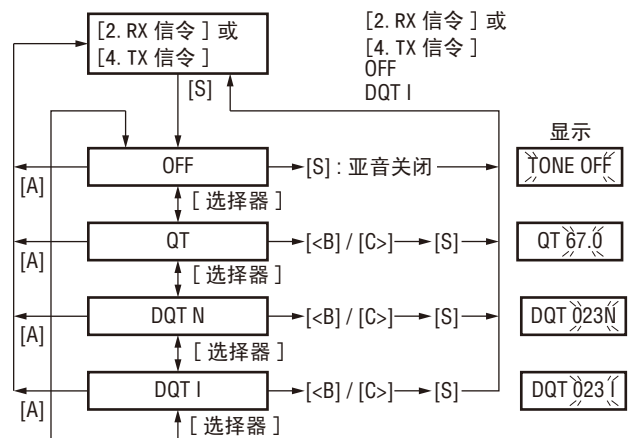 [2. RX 信令 ] 或
[4. TX 信令 ]
[2. RX 信令 ] 或
[4. TX 信令 ]
OFF
DQT I
[S]
显示
OFF
[S] : 亚音关闭
TONE OFF
[A]
[ 选择器 ]
QT
[<B] / [C>]
[S]
QT 67.0
[A]
[ 选择器 ]
DQT N
[<B] / [C>]
[S]
DQT 023N
[A]
[ 选择器 ]
DQT I
[<B] / [C>]
[S]
DQT 023 I
[A]
[ 选择器 ]